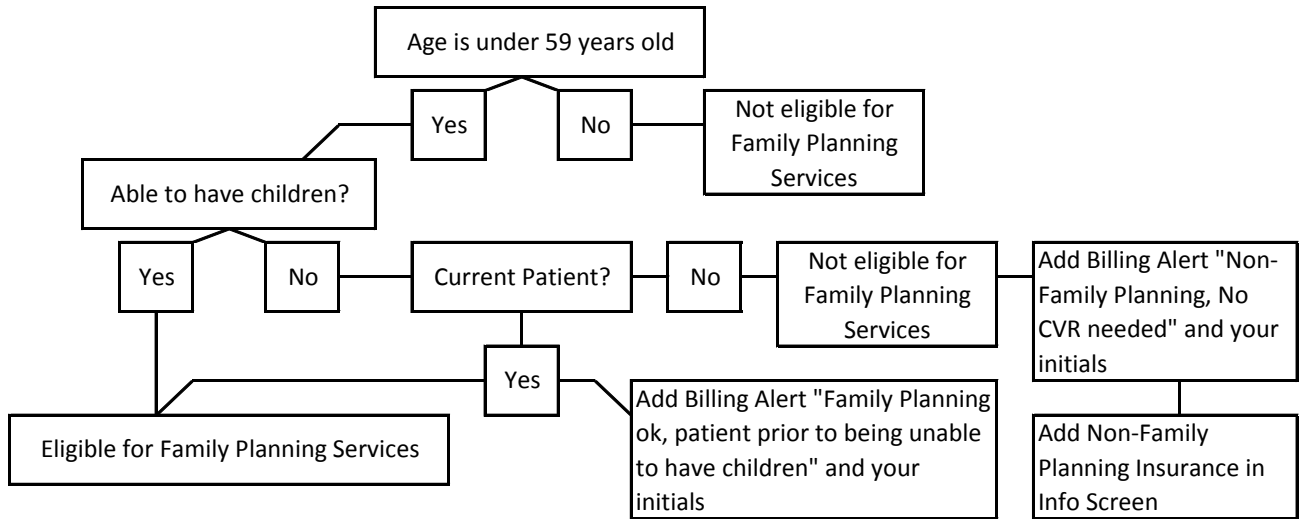 Age is under 59 years old
Yes
No
Not eligible for
Family Planning
Services
Able to have children?
Yes
No
Current Patient?
No
Not eligible for
Family Planning
Services
Add Billing Alert "Non-
Family Planning, No
CVR needed" and your
initials
Yes
Eligible for Family Planning Services
Add Billing Alert "Family Planning
ok, patient prior to being unable
to have children" and your
initials
Add Non-Family
Planning Insurance in
Info Screen